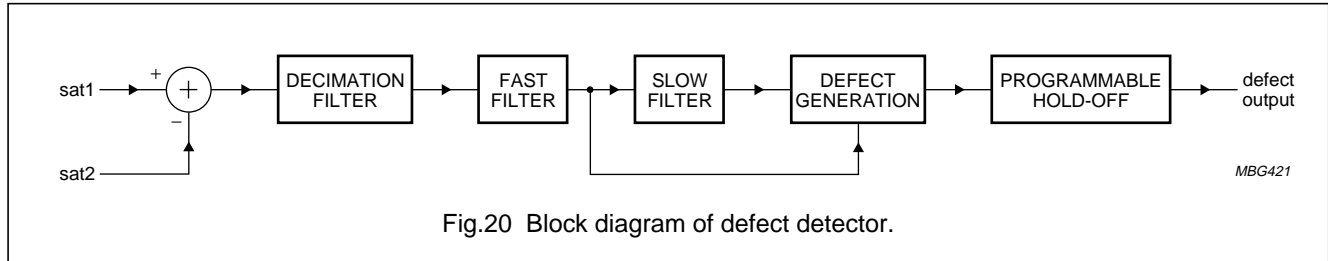 sat1
+
+
−
sat2
DECIMATION
FILTER
FAST
FILTER
SLOW
FILTER
DEFECT
GENERATION
PROGRAMMABLE
HOLD-OFF
defect
output
MBG421
Fig.20 Block diagram of defect detector.